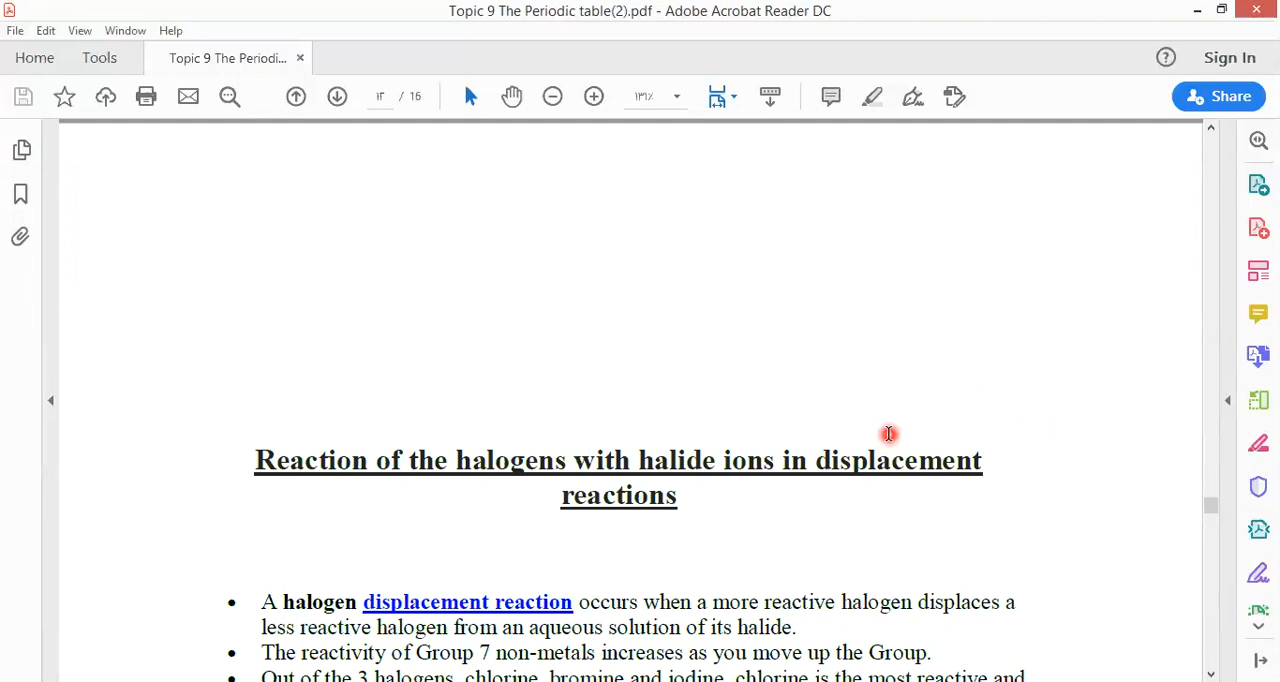 Topic 9 The Periodic table(2).pdf - Adobe Acrobat Reader DC
File Edit View Window Help
Home Tools Topic 9 The Periodi... × Sign In
١٢ / 16 ١٣١٪ Share
Reaction of the halogens with halide ions in displacement
reactions
• A halogen displacement reaction occurs when a more reactive halogen displaces a
less reactive halogen from an aqueous solution of its halide.
• The reactivity of Group 7 non-metals increases as you move up the Group.
• Out of the 3 halogens, chlorine, bromine and iodine, chlorine is the most reactive and